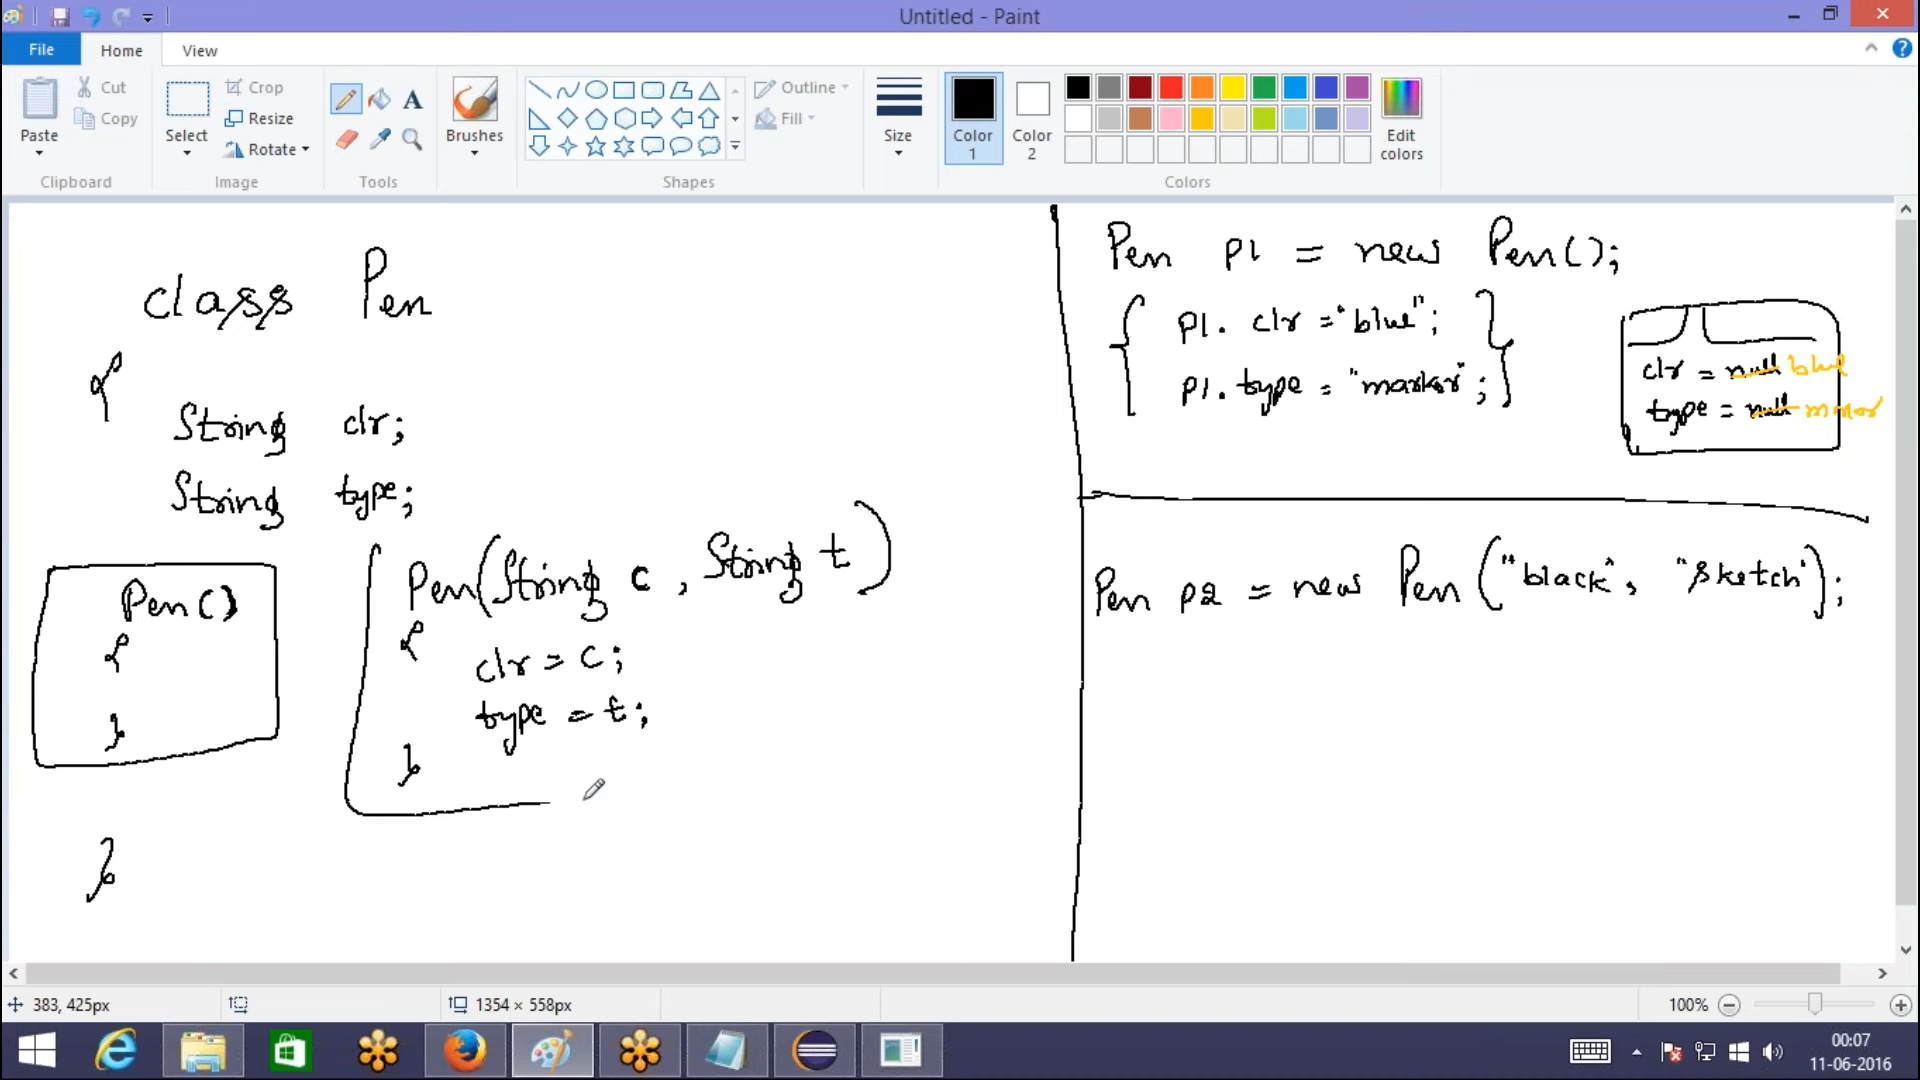 Untitled - Paint
File Home View
Paste
Cut
Copy
Clipboard
Select
Crop
Resize
Rotate
Image
A
Tools
Brushes
Shapes
Outline
Fill
Size
Color 1
Color 2
Edit colors
Colors
class Pen
{
String clr;
String type;
Pen()
{
}
Pen(String c, String t)
{
clr = c;
type = t;
}
}
Pen p1 = new Pen();
{ p1. clr = "blue"; }
p1. type = "marker";
clr = null blue
type = null
Pen p2 = new Pen("black", "sketch");
383, 425px
1354 × 558px
100%
00:07
11-06-2016